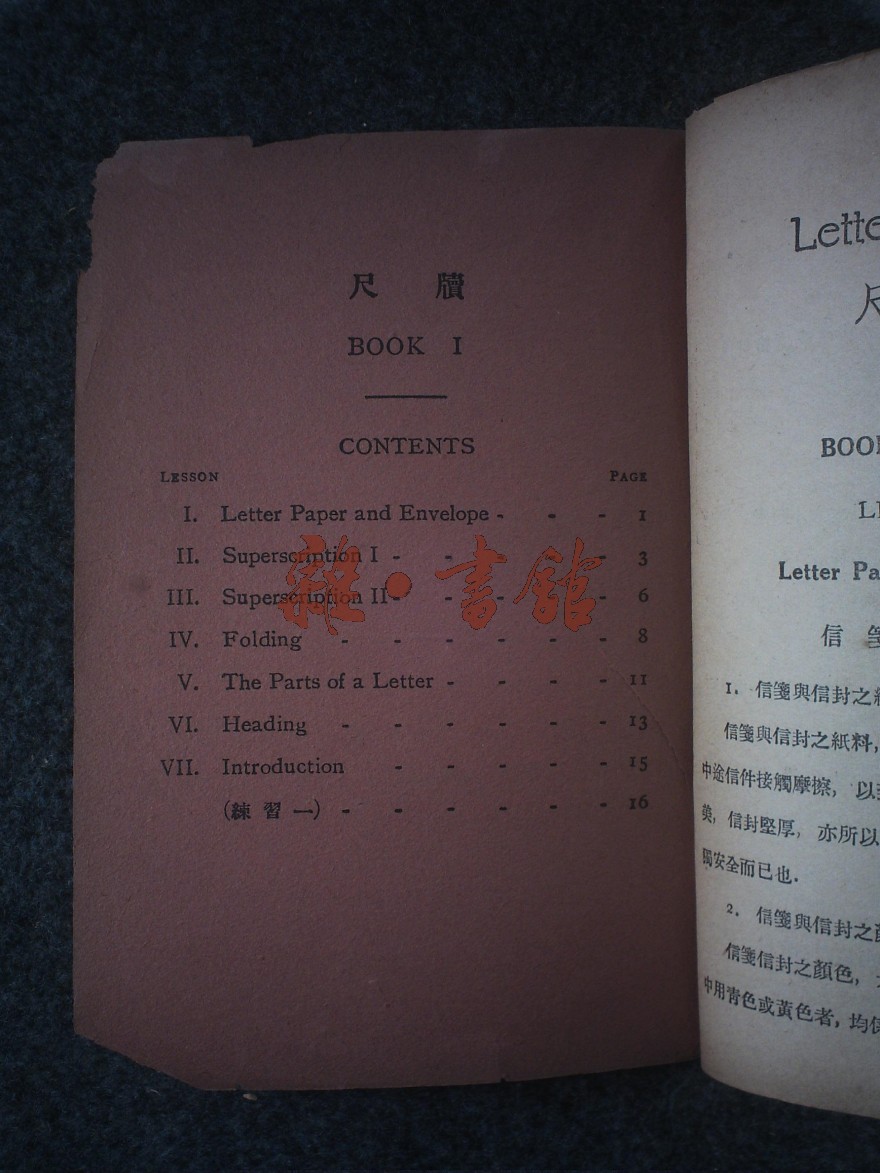 尺 牘
BOOK I
CONTENTS
LESSON PAGE
I. Letter Paper and Envelope - - - 1
II. Superscription I - - - - - 3
III. Superscription II - - - - - 6
IV. Folding - - - - - - 8
V. The Parts of a Letter - - - - 11
VI. Heading - - - - - - 13
VII. Introduction - - - - - 15
(練習一) - - - - - - 16
雜·書館
Lette
尺
BOO
LE
Letter Pa
信 箋
1. 信箋與信封之紙
信箋與信封之紙料,
中途信件接觸摩擦, 以
英, 信封堅厚, 亦所以
獨安全而已也.
2. 信箋與信封之顏
信箋信封之顏色,
中用青色或黃色者, 均